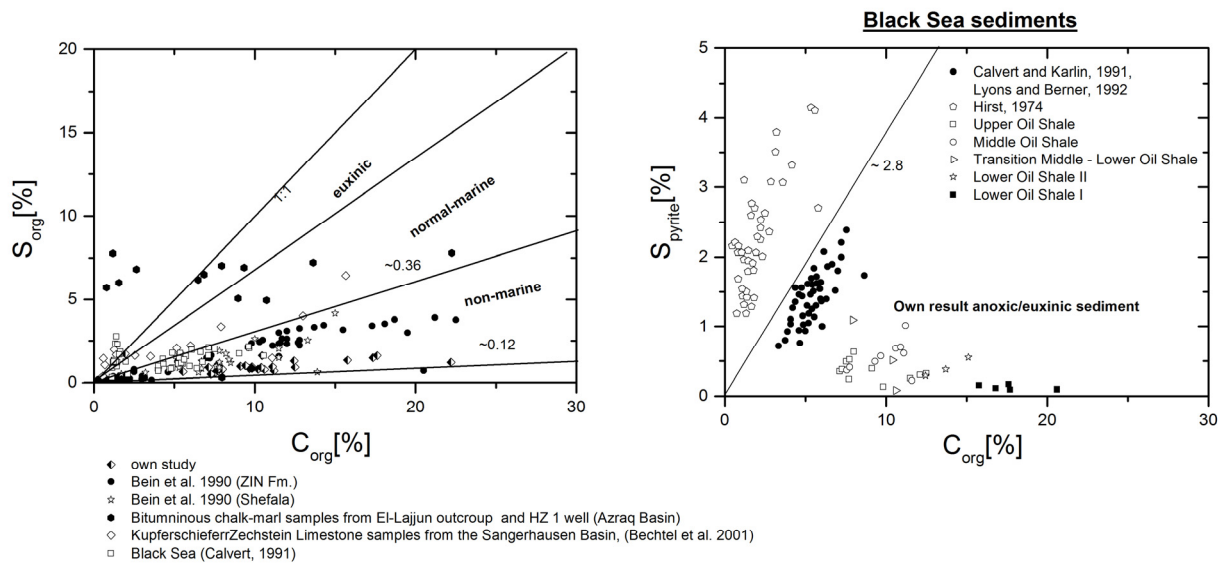 20
15
10
5
0
S org [%]
1:1
euxinic
normal-marine
~0.36
non-marine
~0.12
0
10
20
30
C org [%]
own study
Bein et al. 1990 (ZIN Fm.)
Bein et al. 1990 (Shefala)
Bitumninous chalk-marl samples from El-Lajjun outcroup and HZ 1 well (Azraq Basin)
KupferschieferrZechstein Limestone samples from the Sangerhausen Basin, (Bechtel et al. 2001)
Black Sea (Calvert, 1991)
Black Sea sediments
5
4
3
2
1
0
S pyrite [%]
Calvert and Karlin, 1991,
Lyons and Berner, 1992
Hirst, 1974
Upper Oil Shale
Middle Oil Shale
Transition Middle - Lower Oil Shale
Lower Oil Shale II
Lower Oil Shale I
~ 2.8
Own result anoxic/euxinic sediment
0
10
20
30
C org [%]